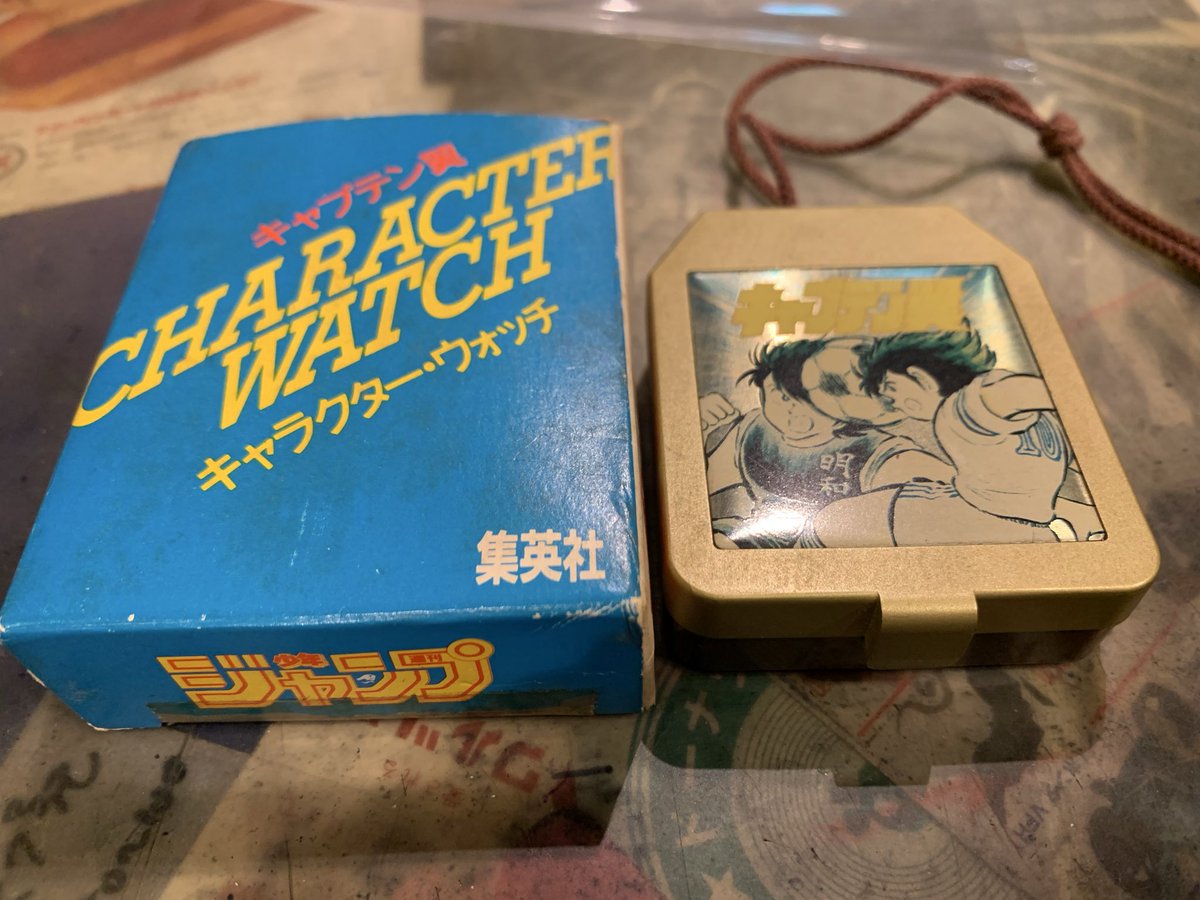 キャプテン翼
CHARACTER
WATCH
キャラクター・ウォッチ
集英社
週刊
少年
ジャンプ
キャプテン翼
明和
10